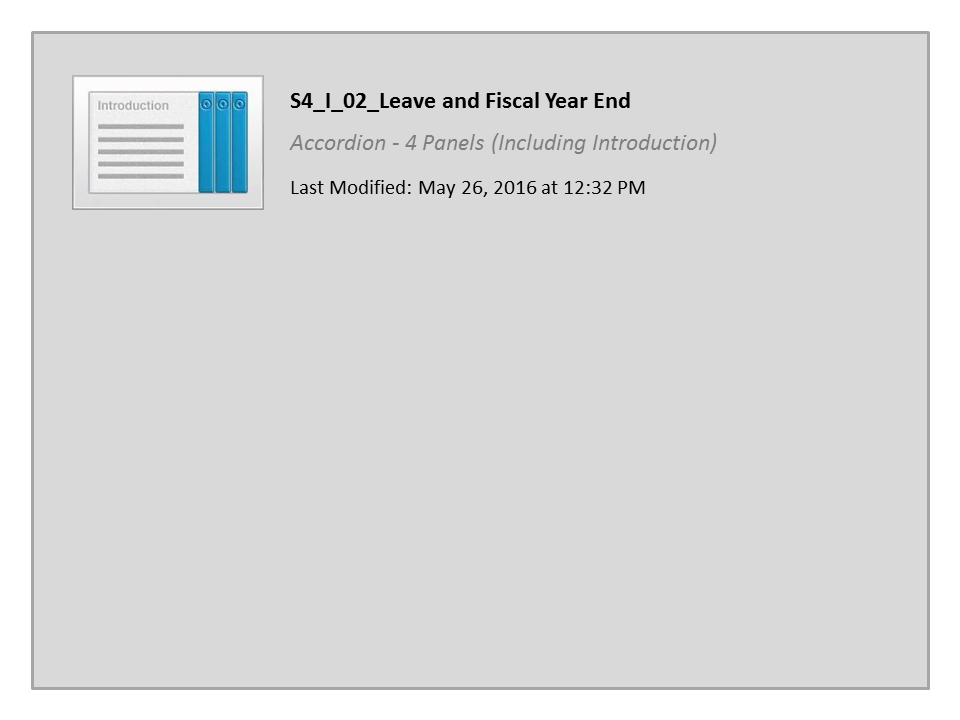 Introduction
S4_I_02_Leave and Fiscal Year End
Accordion - 4 Panels (Including Introduction)
Last Modified: May 26, 2016 at 12:32 PM